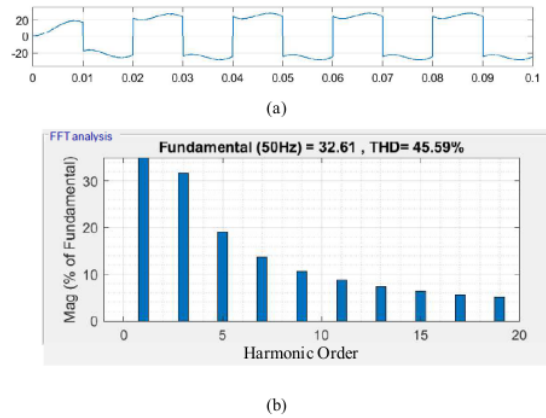 20
0
-20
0 0.01 0.02 0.03 0.04 0.05 0.06 0.07 0.08 0.09 0.1
(a)
FFT analysis
Fundamental (50Hz) = 32.61 , THD= 45.59%
Mag (% of Fundamental)
30
20
10
0
0 5 10 15 20
Harmonic Order
(b)